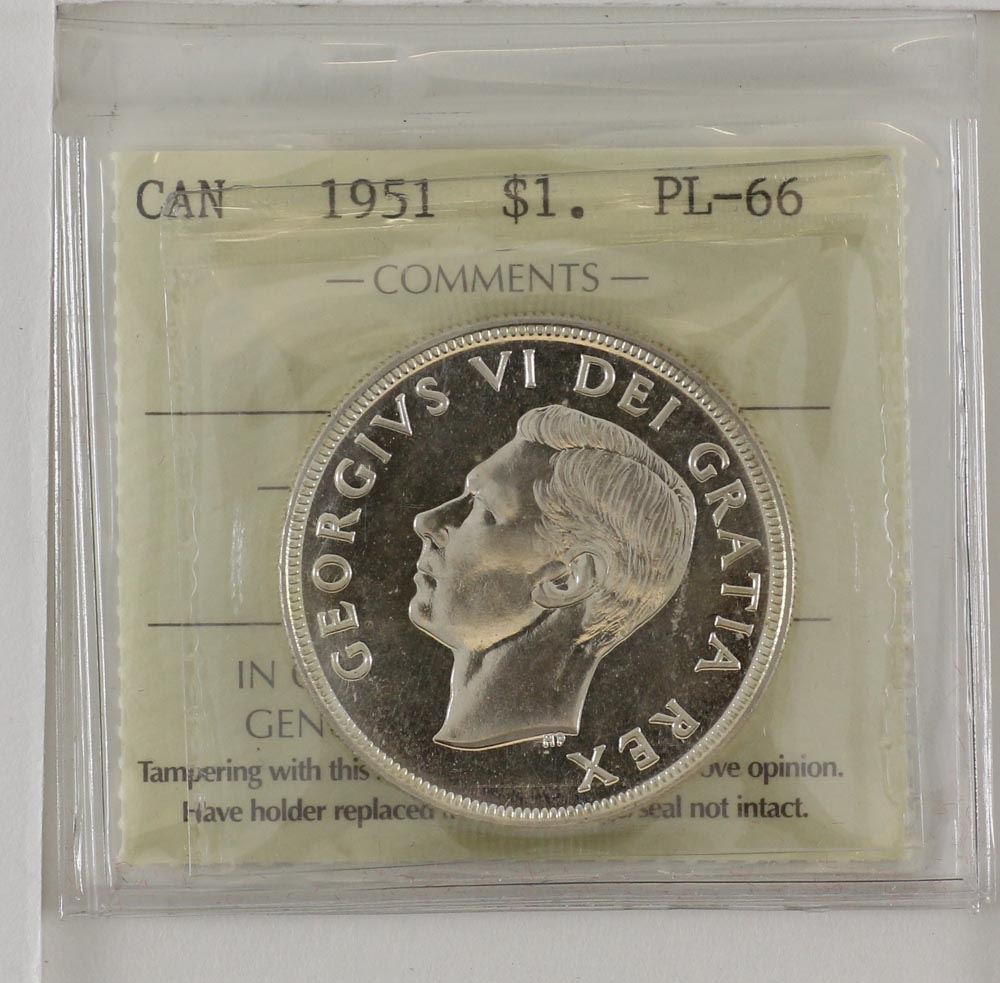 CAN 1951 $1. PL-66
— COMMENTS —
GEORGIVS VI DEI GRATIA REX
HP
IN
GEN
Tampering with this ove opinion.
Have holder replaced seal not intact.